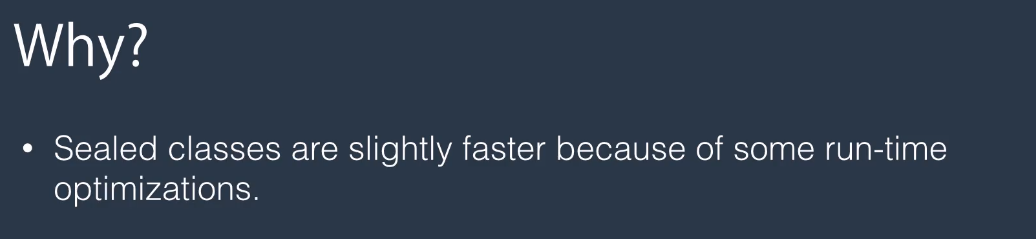 Why?
• Sealed classes are slightly faster because of some run-time
optimizations.